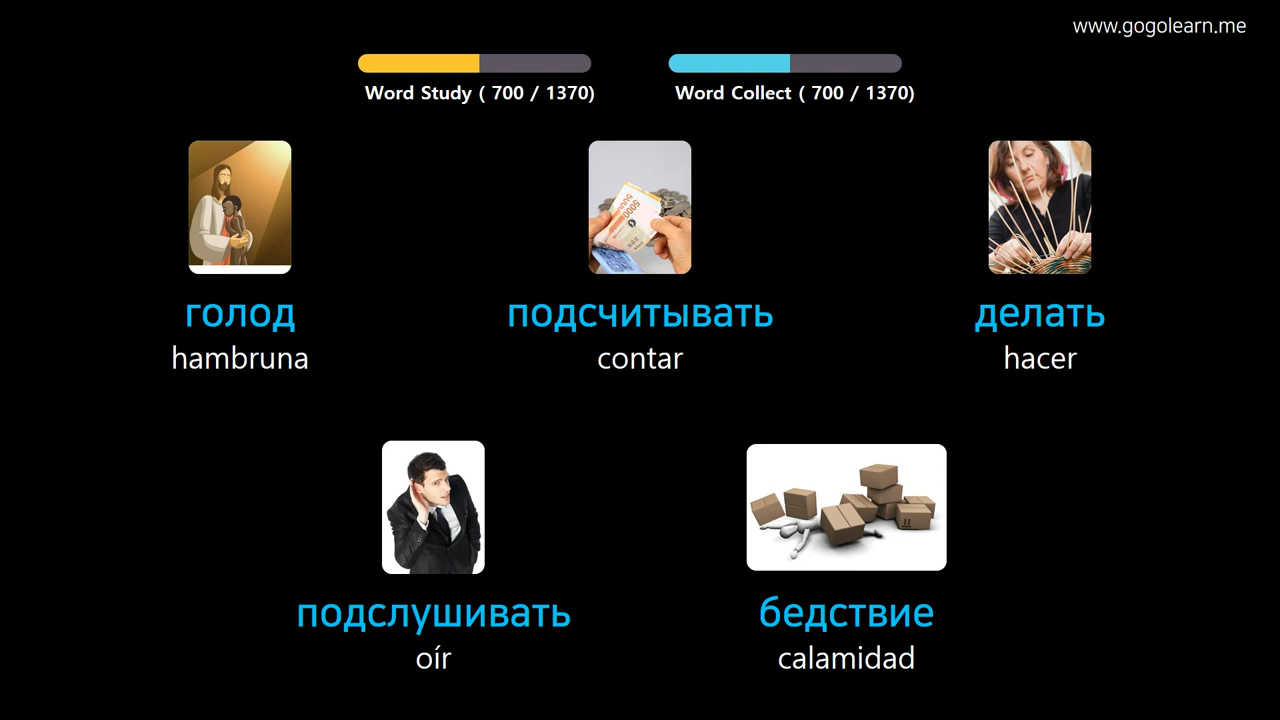 www.gogolearn.me
Word Study ( 700 / 1370)
Word Collect ( 700 / 1370)
5000
голод
hambruna
подсчитывать
contar
делать
hacer
подслушивать
oír
бедствие
calamidad